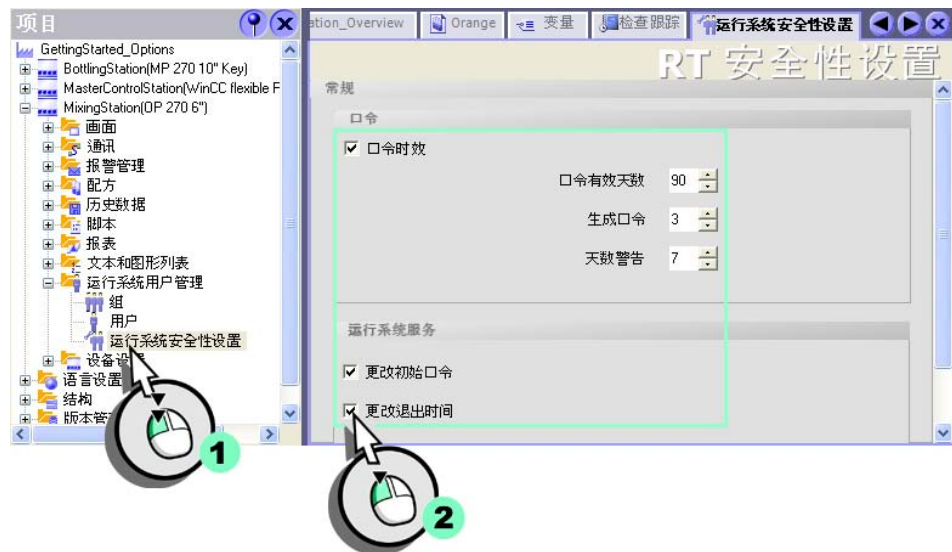 项目
GettingStarted_Options
BottlingStation(MP 270 10" Key)
MasterControlStation(WinCC flexible F
MixingStation(OP 270 6")
画面
通讯
报警管理
配方
历史数据
脚本
报表
文本和图形列表
运行系统用户管理
组
用户
运行系统安全性设置
设备设
语言设置
结构
版本管
1
ation_Overview
Orange
变量
检查跟踪
运行系统安全性设置
RT 安全性设置
常规
口令
口令时效
口令有效天数 90
生成口令 3
天数警告 7
运行系统服务
更改初始口令
更改退出时间
2